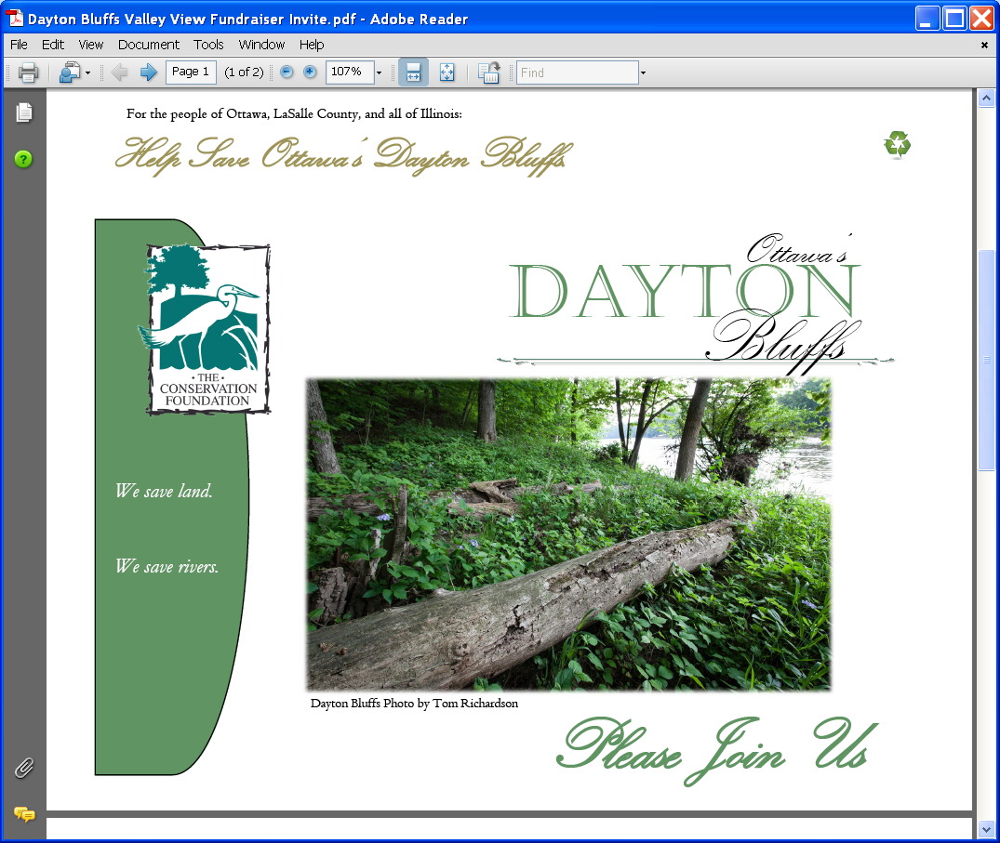 Dayton Bluffs Valley View Fundraiser Invite.pdf - Adobe Reader
File Edit View Document Tools Window Help
Page 1 (1 of 2) 107% Find
For the people of Ottawa, LaSalle County, and all of Illinois:
Help Save Ottawa's Dayton Bluffs
Ottawa's
DAYTON
Bluffs
· THE ·
CONSERVATION
FOUNDATION
We save land.
We save rivers.
Dayton Bluffs Photo by Tom Richardson
Please Join Us